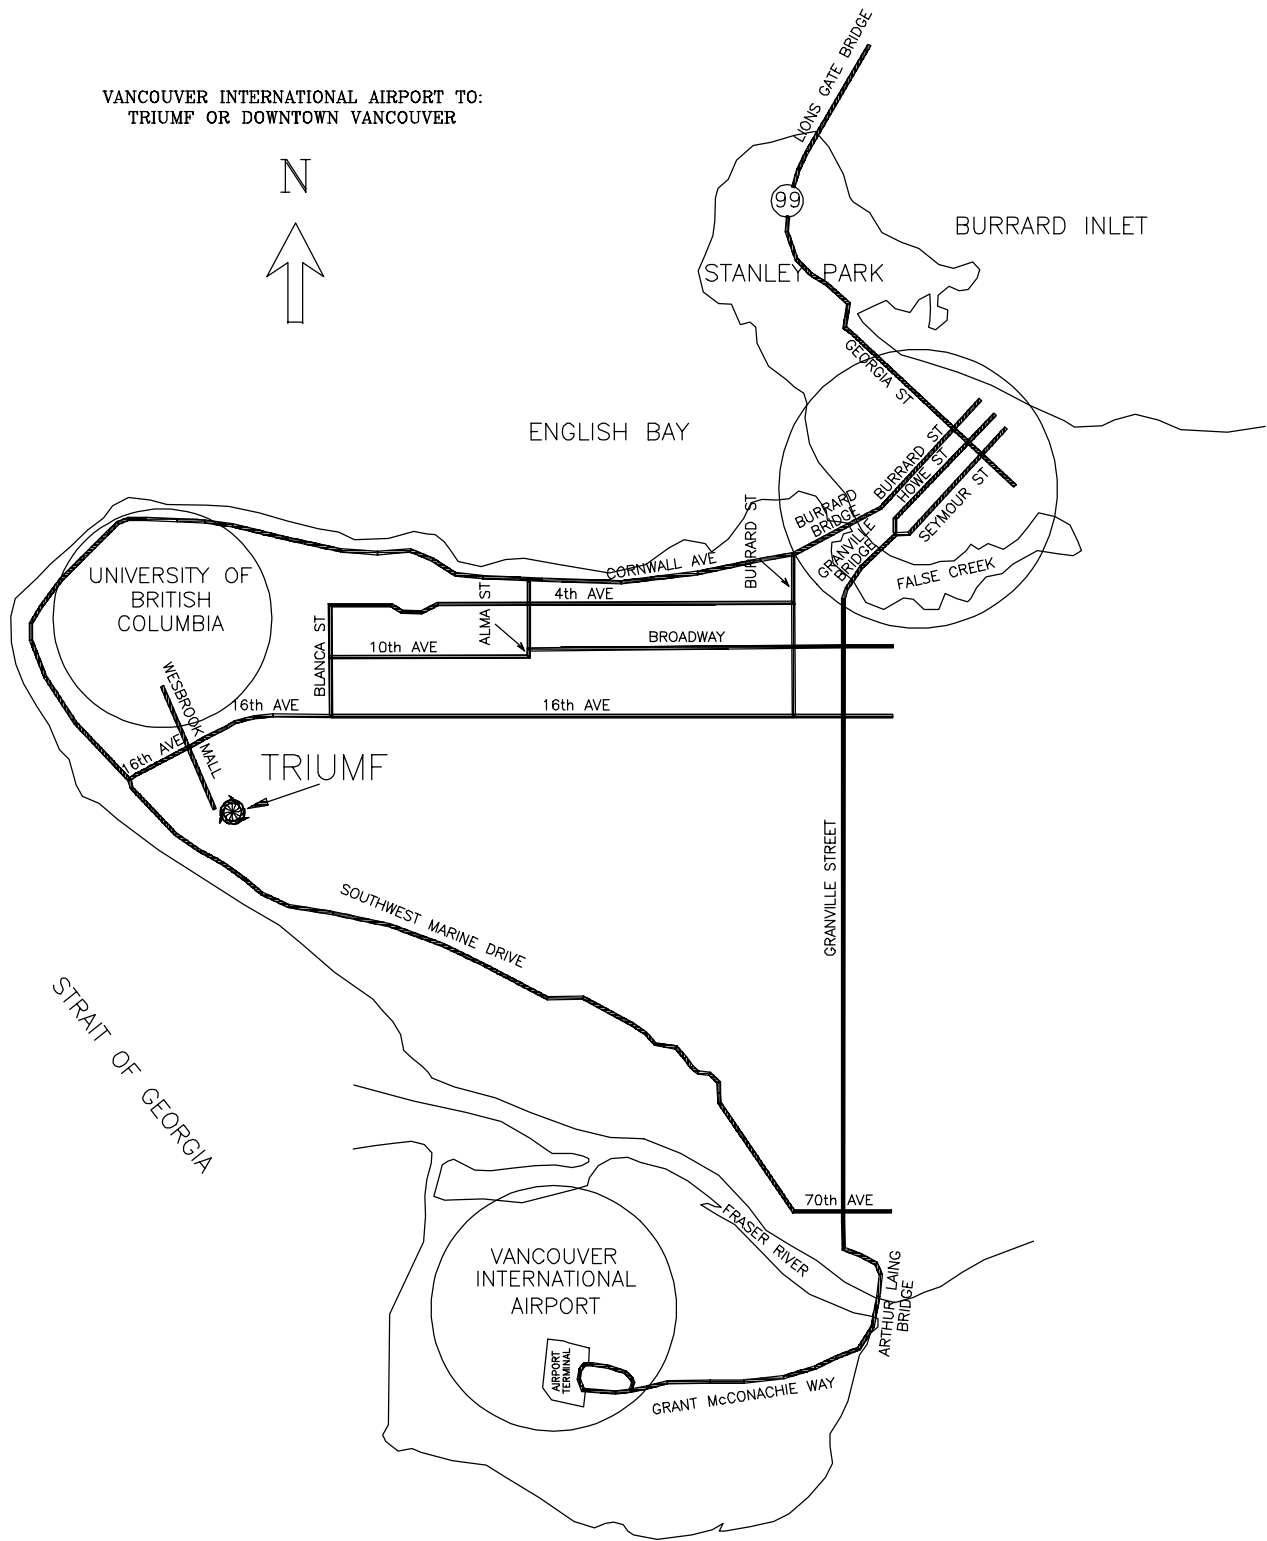 LIONS GATE BRIDGE
VANCOUVER INTERNATIONAL AIRPORT TO:
TRIUMF OR DOWNTOWN VANCOUVER
N
99
BURRARD INLET
STANLEY PARK
GEORGIA ST
ENGLISH BAY
BURRARD ST
HOWE ST
SEYMOUR ST
BURRARD
BRIDGE
GRANVILLE
BRIDGE
BURRARD ST
FALSE CREEK
CORNWALL AVE
UNIVERSITY OF
BRITISH
COLUMBIA
4th AVE
ALMA ST
BROADWAY
BLANCA ST
10th AVE
WESBROOK MALL
16th AVE
16th AVE
16th AVE
TRIUMF
GRANVILLE STREET
SOUTHWEST MARINE DRIVE
STRAIT OF GEORGIA
70th AVE
FRASER RIVER
VANCOUVER
INTERNATIONAL
AIRPORT
ARTHUR LAING
BRIDGE
AIRPORT
TERMINAL
GRANT McCONACHIE WAY